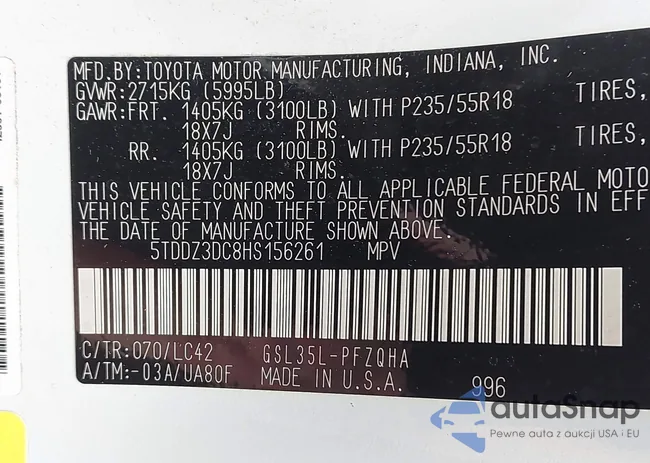 MFD.BY:TOYOTA MOTOR MANUFACTURING, INDIANA, INC.
GVWR:2715KG (5995LB)
GAWR:FRT. 1405KG (3100LB) WITH P235/55R18 TIRES,
18X7J RIMS.
RR. 1405KG (3100LB) WITH P235/55R18 TIRES,
18X7J RIMS.
THIS VEHICLE CONFORMS TO ALL APPLICABLE FEDERAL MOTO
VEHICLE SAFETY AND THEFT PREVENTION STANDARDS IN EFF
THE DATE OF MANUFACTURE SHOWN ABOVE.
5TDDZ3DC8HS156261 MPV
C/TR:070/LC42 GSL35L-PFZQHA
A/TM:-03A/UA80F MADE IN U.S.A. 996
autoSnap
Pewne auta z aukcji USA i EU